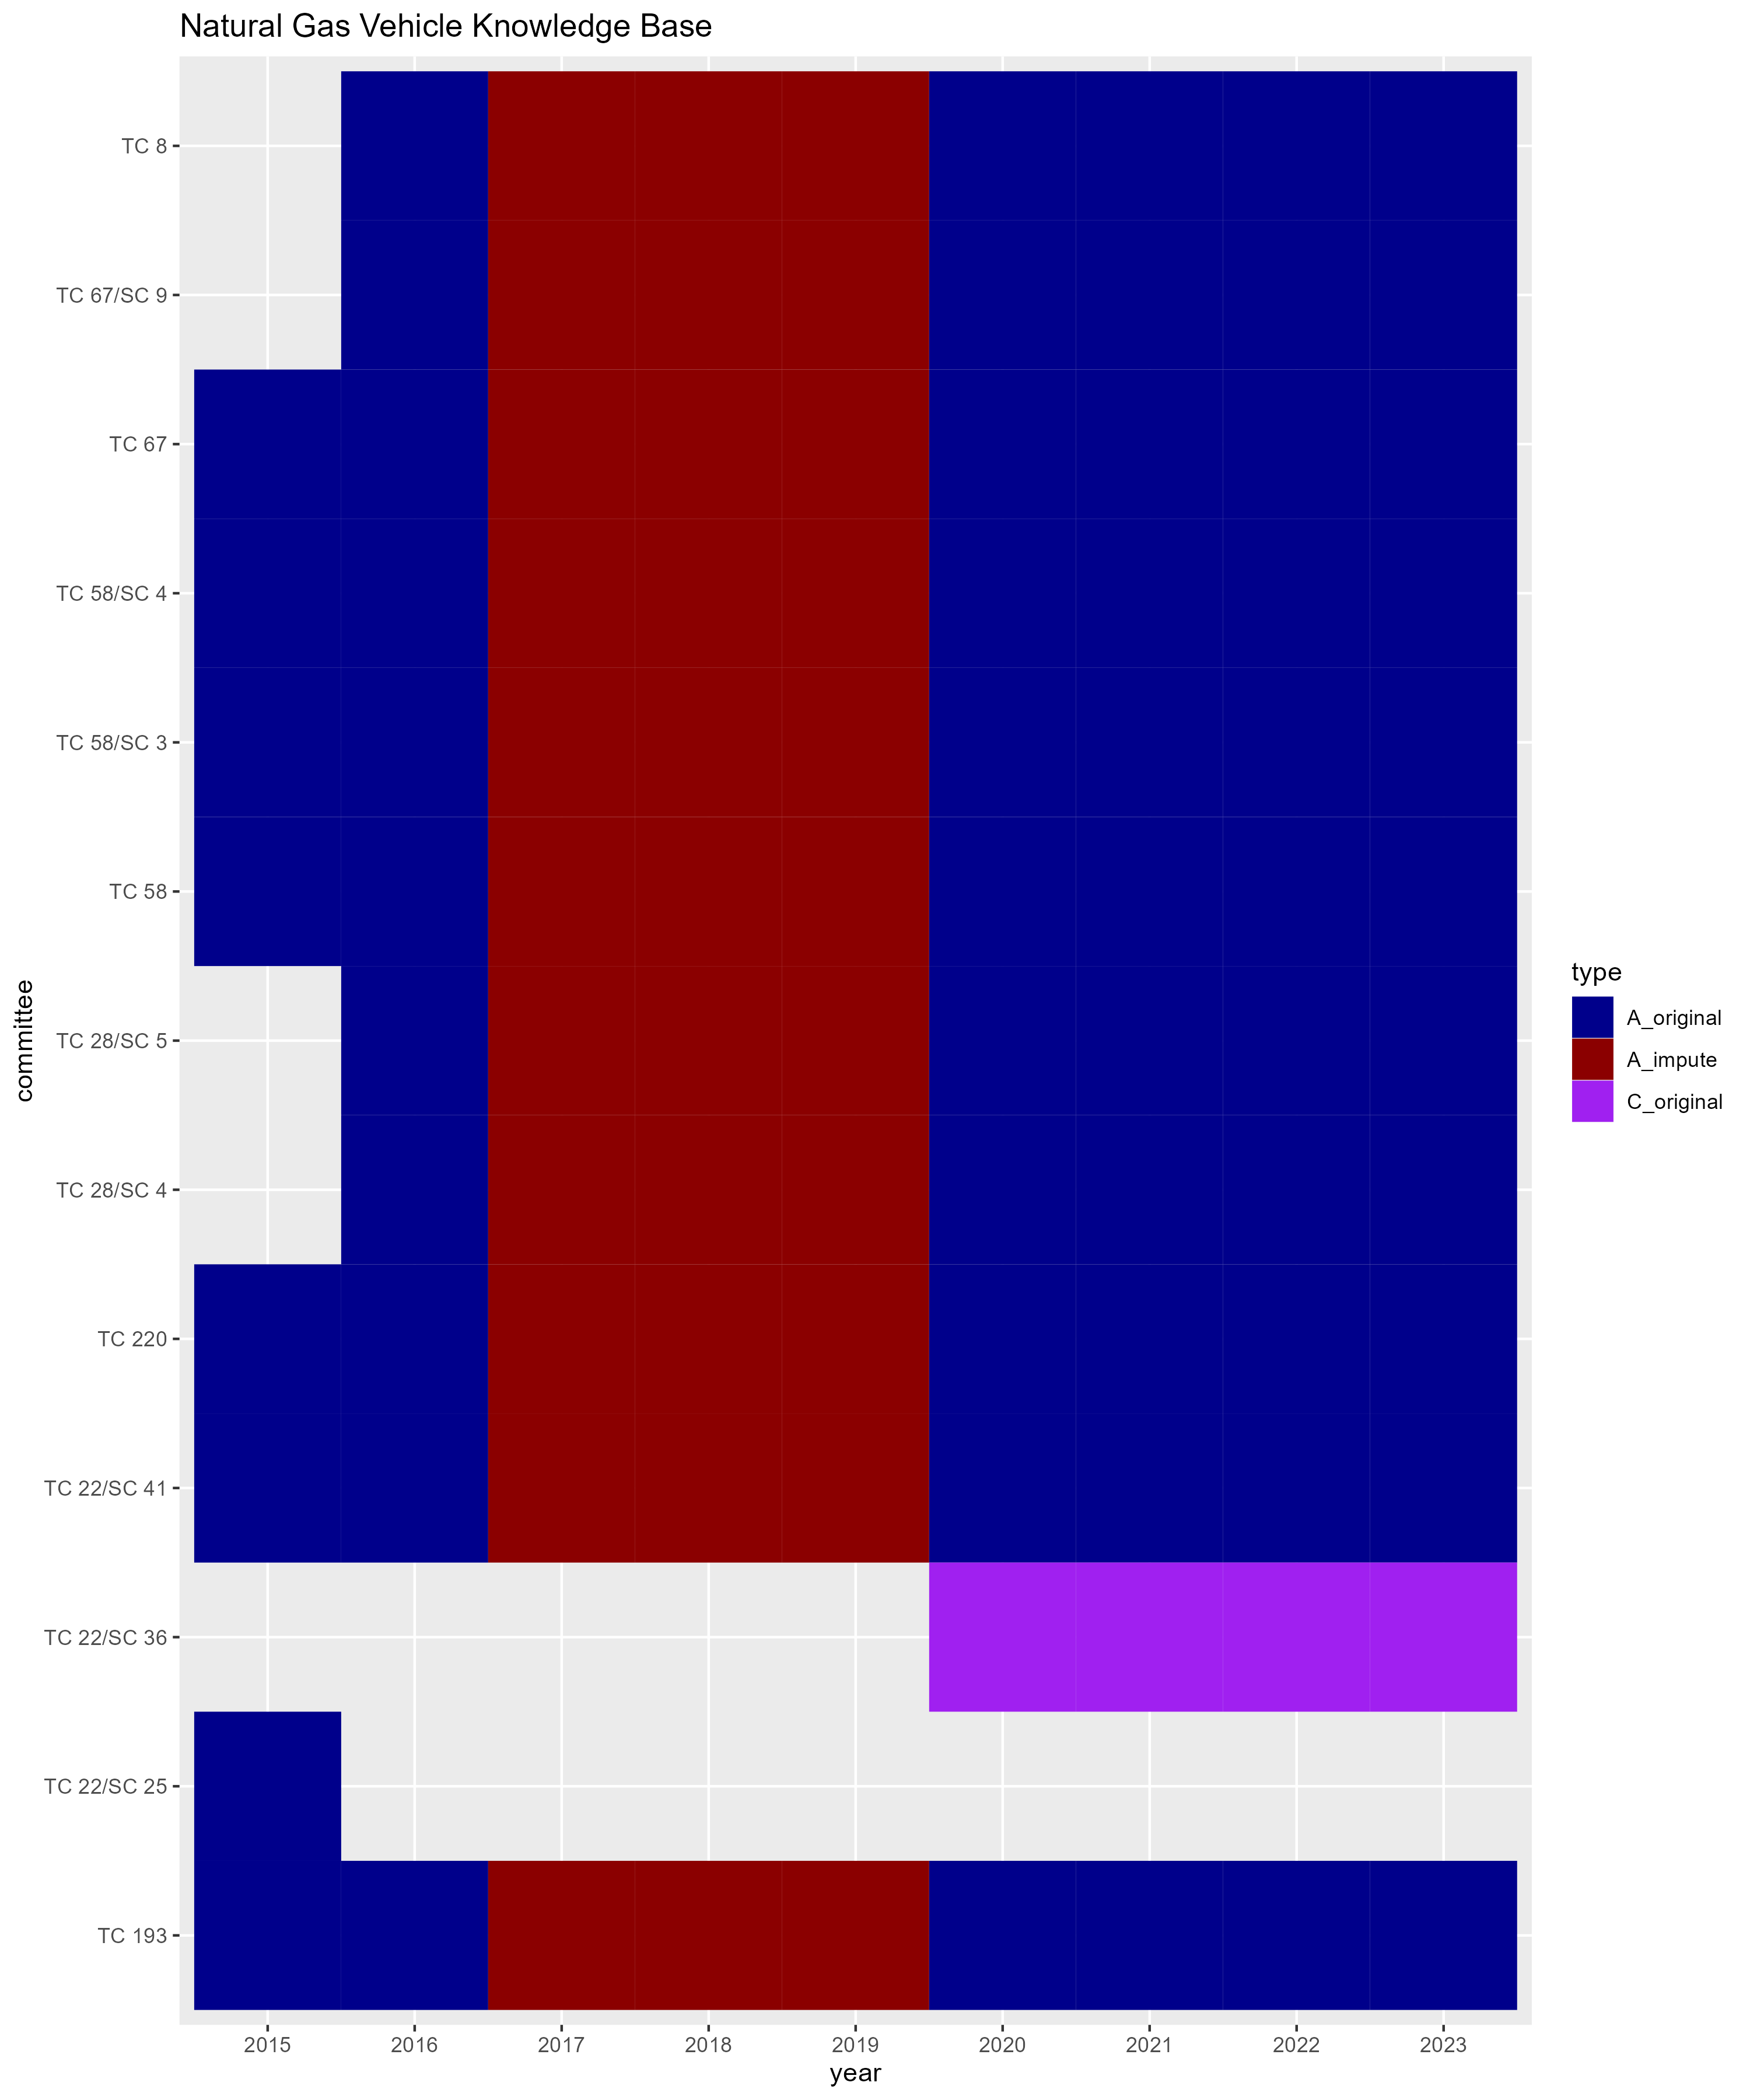 Natural Gas Vehicle Knowledge Base
TC 8
TC 67/SC 9
TC 67
TC 58/SC 4
TC 58/SC 3
TC 58
TC 28/SC 5
TC 28/SC 4
TC 220
TC 22/SC 41
TC 22/SC 36
TC 22/SC 25
TC 193
committee
2015 2016 2017 2018 2019 2020 2021 2022 2023
year
type
A_original
A_impute
C_original